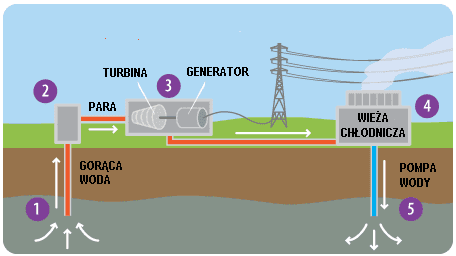 TURBINA
3
GENERATOR
2
PARA
WIEŻA
CHŁODNICZA
4
GORĄCA
WODA
POMPA
WODY
1
5